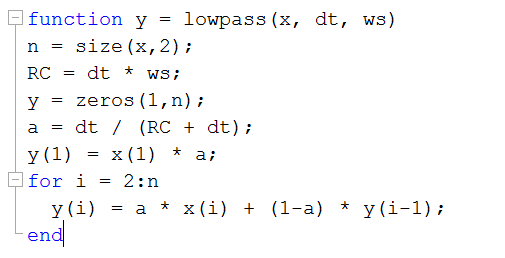 function y = lowpass(x, dt, ws)
n = size(x,2);
RC = dt * ws;
y = zeros(1,n);
a = dt / (RC + dt);
y(1) = x(1) * a;
for i = 2:n
  y(i) = a * x(i) + (1-a) * y(i-1);
end